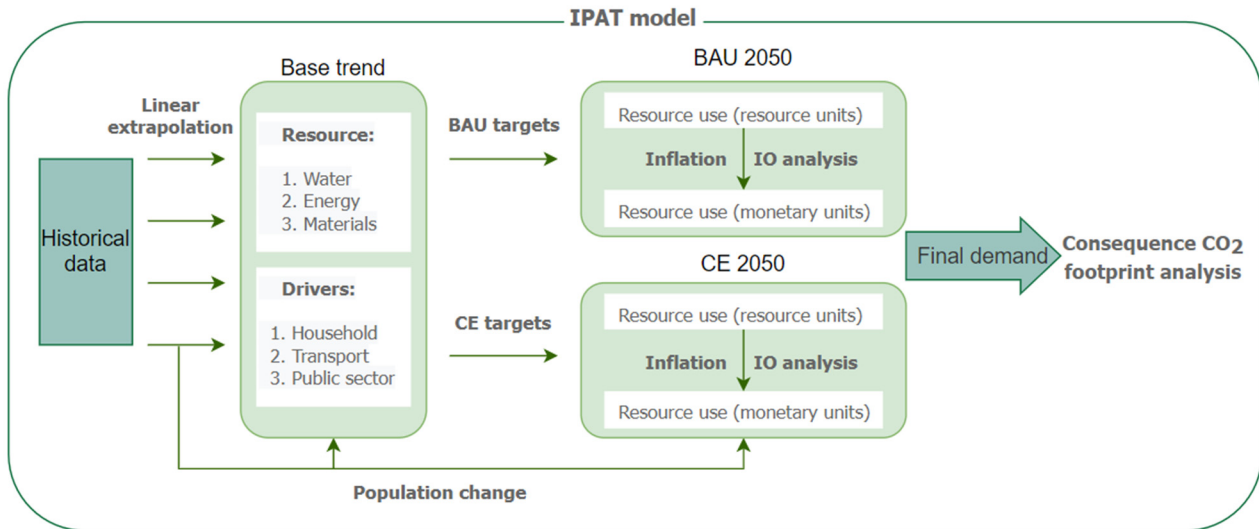 IPAT model
Linear
extrapolation
Historical
data
Base trend
Resource:
1. Water
2. Energy
3. Materials
Drivers:
1. Household
2. Transport
3. Public sector
BAU targets
CE targets
BAU 2050
Resource use (resource units)
Inflation IO analysis
Resource use (monetary units)
CE 2050
Resource use (resource units)
Inflation IO analysis
Resource use (monetary units)
Final demand
Consequence CO₂
footprint analysis
Population change